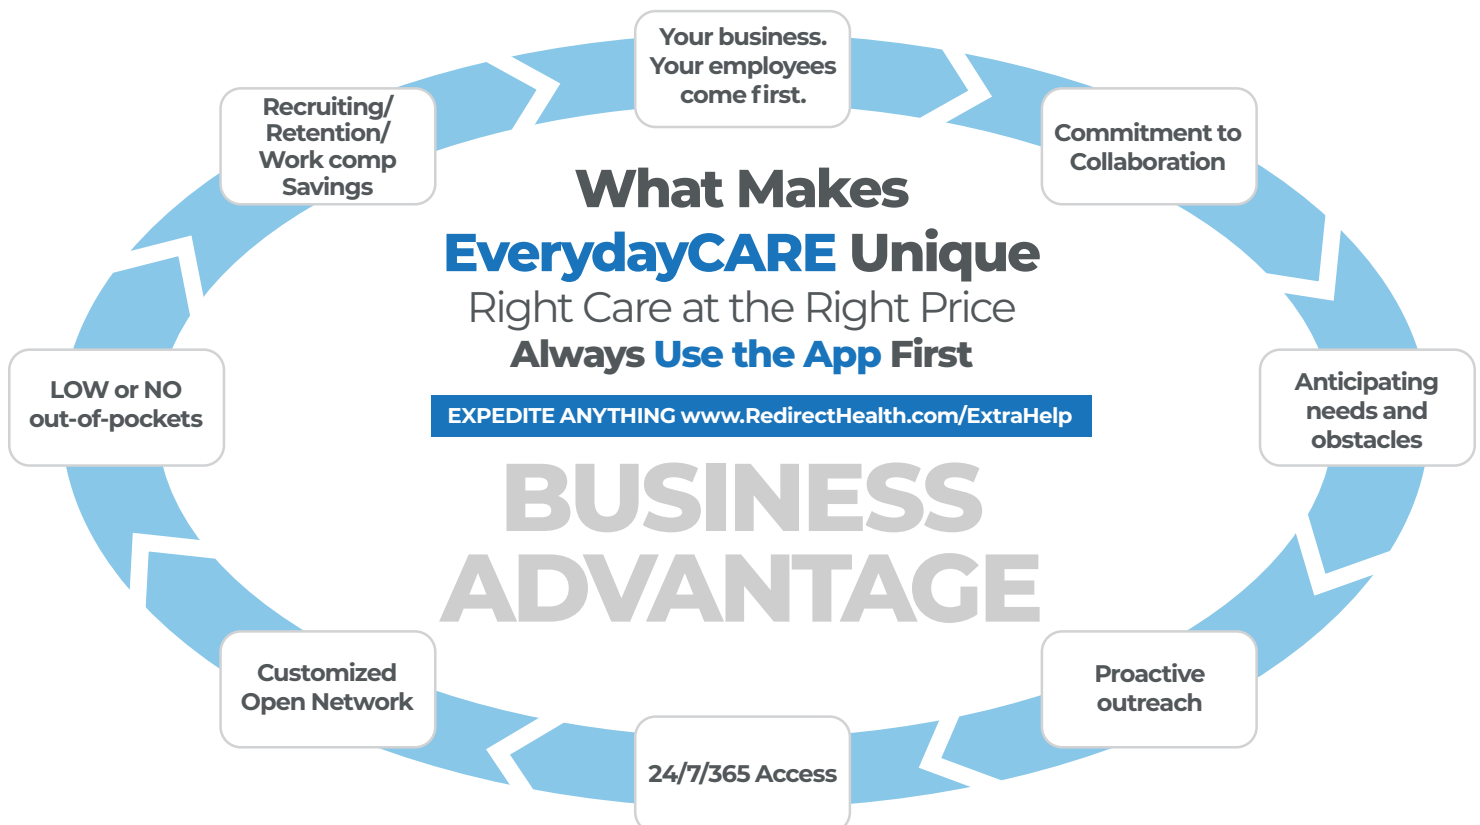 Your business.
Your employees
come first.
Recruiting/
Retention/
Work comp
Savings
Commitment to
Collaboration
What Makes
EverydayCARE Unique
Right Care at the Right Price
Always Use the App First
LOW or NO
out-of-pockets
Anticipating
needs and
obstacles
EXPEDITE ANYTHING www.RedirectHealth.com/ExtraHelp
BUSINESS
ADVANTAGE
Customized
Open Network
Proactive
outreach
24/7/365 Access